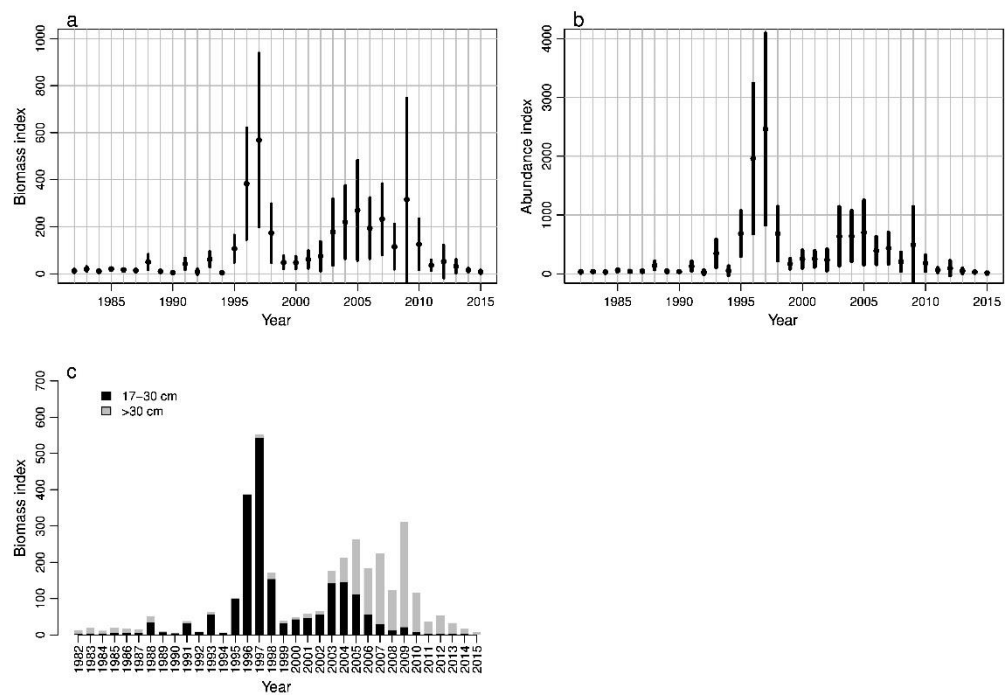 a
Biomass index
0 200 400 600 800 1000
1985 1990 1995 2000 2005 2010 2015
Year
b
Abundance index
0 1000 2000 3000 4000
1985 1990 1995 2000 2005 2010 2015
Year
c
Biomass index
0 100 200 300 400 500 600 700
17–30 cm
>30 cm
1982 1983 1984 1985 1986 1987 1988 1989 1990 1991 1992 1993 1994 1995 1996 1997 1998 1999 2000 2001 2002 2003 2004 2005 2006 2007 2008 2009 2010 2011 2012 2013 2014 2015
Year